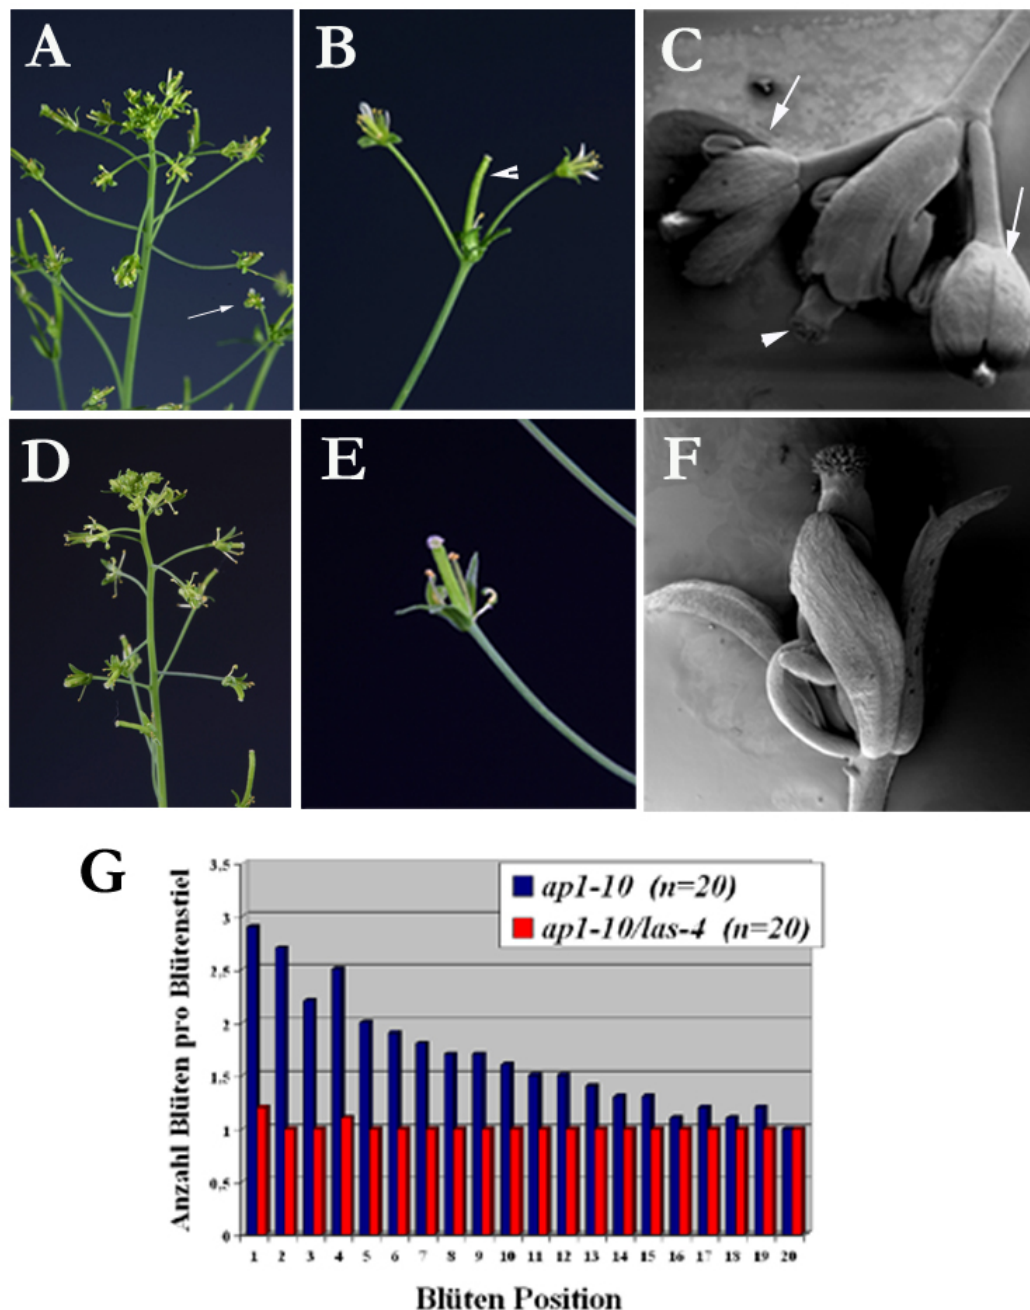 A
B
C
D
E
F
G
Anzahl Blüten pro Blütenstiel
3,5
3
2,5
2
1,5
1
0,5
0
ap1-10 (n=20)
ap1-10/las-4 (n=20)
1 2 3 4 5 6 7 8 9 10 11 12 13 14 15 16 17 18 19 20
Blüten Position